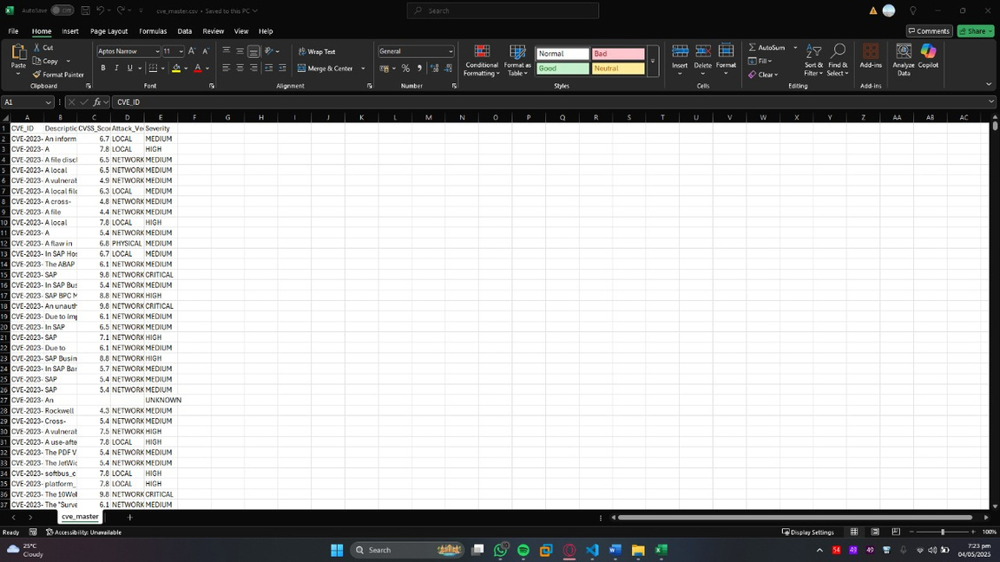 AutoSave Off cve_master.csv • Saved to this PC Search
File Home Insert Page Layout Formulas Data Review View Help Comments Share
Paste Cut Copy Format Painter Clipboard
Aptos Narrow 11 A A B I U A Font
Wrap Text Merge & Center Alignment
General % Number
Conditional Formatting Format as Table Normal Bad Good Neutral Styles
Insert Delete Format Cells
AutoSum Fill Clear Sort & Filter Find & Select Editing
Add-ins Add-ins
Analyze Data Copilot
A1 fx CVE_ID
A B C D E F G H I J K L M N O P Q R S T U V W X Y Z AA AB AC
1 CVE_ID Descriptic CVSS_Scor Attack_Ve Severity
2 CVE-2023- An inform 6.7 LOCAL MEDIUM
3 CVE-2023- A 7.8 LOCAL HIGH
4 CVE-2023- A file discl 6.5 NETWORK MEDIUM
5 CVE-2023- A local 6.5 NETWORK MEDIUM
6 CVE-2023- A vulnerab 4.9 NETWORK MEDIUM
7 CVE-2023- A local file 6.3 LOCAL MEDIUM
8 CVE-2023- A cross- 4.8 NETWORK MEDIUM
9 CVE-2023- A file 4.4 NETWORK MEDIUM
10 CVE-2023- A local 7.8 LOCAL HIGH
11 CVE-2023- A 5.4 NETWORK MEDIUM
12 CVE-2023- A flaw in 6.8 PHYSICAL MEDIUM
13 CVE-2023- In SAP Hos 6.7 LOCAL MEDIUM
14 CVE-2023- The ABAP 6.1 NETWORK MEDIUM
15 CVE-2023- SAP 9.8 NETWORK CRITICAL
16 CVE-2023- In SAP Bus 5.4 NETWORK MEDIUM
17 CVE-2023- SAP BPC M 8.8 NETWORK HIGH
18 CVE-2023- An unauth 9.8 NETWORK CRITICAL
19 CVE-2023- Due to imp 6.1 NETWORK MEDIUM
20 CVE-2023- In SAP 6.5 NETWORK MEDIUM
21 CVE-2023- SAP 7.1 NETWORK HIGH
22 CVE-2023- Due to 6.1 NETWORK MEDIUM
23 CVE-2023- SAP Busin 8.8 NETWORK HIGH
24 CVE-2023- In SAP Bar 5.7 NETWORK MEDIUM
25 CVE-2023- SAP 5.4 NETWORK MEDIUM
26 CVE-2023- SAP 5.4 NETWORK MEDIUM
27 CVE-2023- An UNKNOWN
28 CVE-2023- Rockwell 4.3 NETWORK MEDIUM
29 CVE-2023- Cross- 5.4 NETWORK MEDIUM
30 CVE-2023- A vulnerab 7.5 NETWORK HIGH
31 CVE-2023- A use-afte 7.8 LOCAL HIGH
32 CVE-2023- The PDF V 5.4 NETWORK MEDIUM
33 CVE-2023- The JetWid 5.4 NETWORK MEDIUM
34 CVE-2023- softbus_c 7.8 LOCAL HIGH
35 CVE-2023- platform_ 7.8 LOCAL HIGH
36 CVE-2023- The 10Wel 9.8 NETWORK CRITICAL
37 CVE-2023- The "Surve 6.1 NETWORK MEDIUM
cve_master
Ready Accessibility: Unavailable Display Settings 100%
25°C Cloudy Search 54 48 49 7:23 pm 04/05/2025